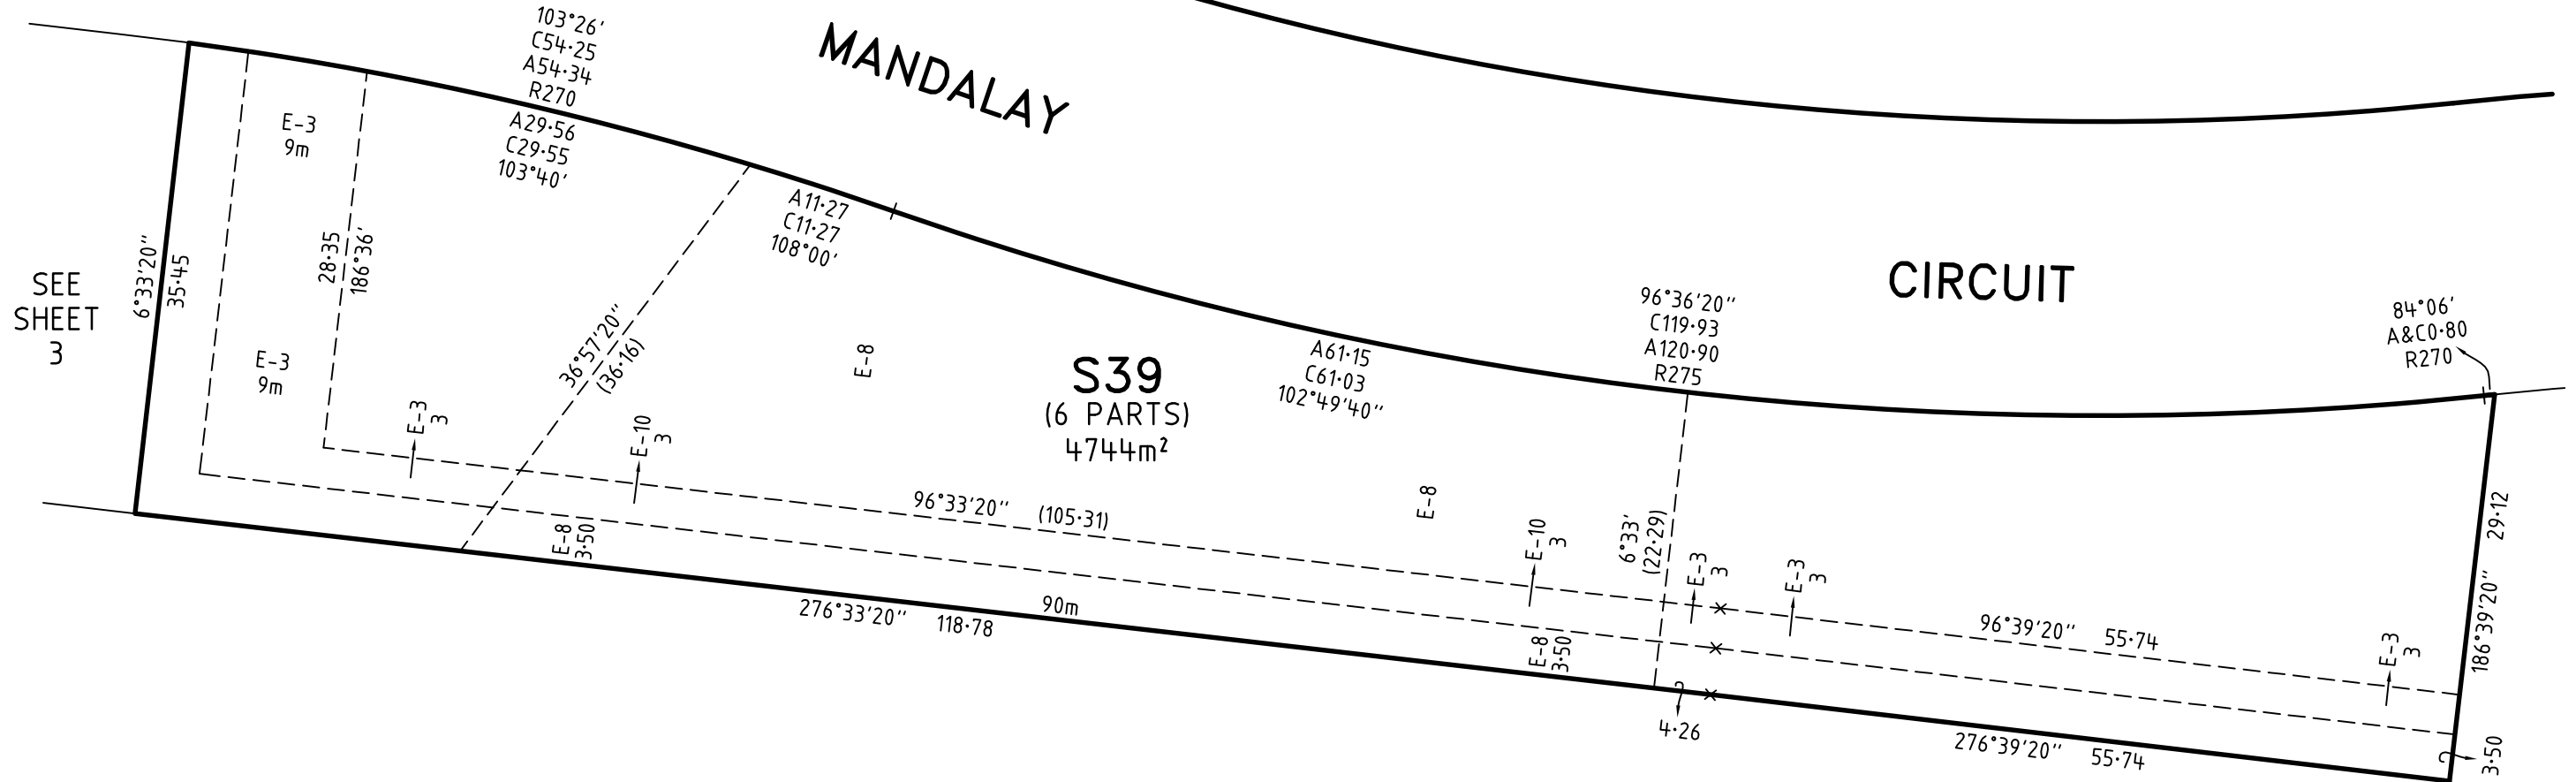 103°26'
C54·25
A54·34
R270
A29·56
C29·55
103°40'
MANDALAY
CIRCUIT
E-3
9m
28·35
186°36'
6°33'20"
35·45
SEE
SHEET
3
E-3
9m
E-3
3
36°57'20"
(36·16)
E-10
3
A11·27
C11·27
108°00'
E-8
S39
(6 PARTS)
4744m²
A61·15
C61·03
102°49'40"
96°36'20"
C119·93
A120·90
R275
84°06'
A&C0·80
R270
96°33'20" (105·31)
E-8
E-8
3·50
E-10
3
6°33'
(22·29)
E-3
3
E-3
3
96°39'20" 55·74
E-3
3
29·12
186°39'20"
276°33'20" 118·78
90m
E-8
3·50
4·26
276°39'20" 55·74
3·50